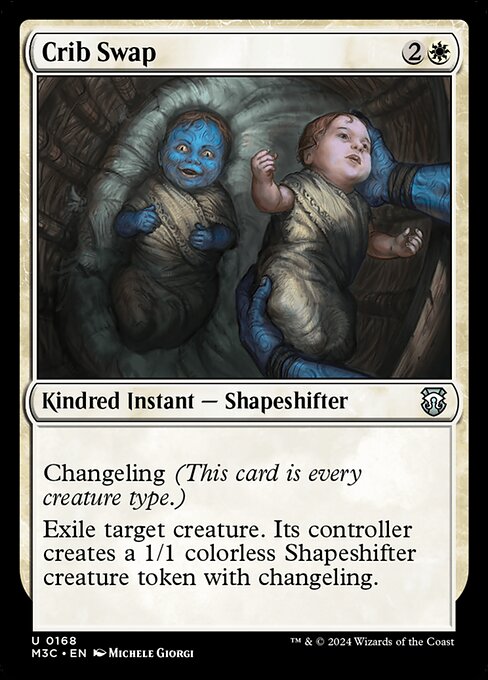 Crib Swap 2
Kindred Instant — Shapeshifter
Changeling (This card is every
creature type.)
Exile target creature. Its controller
creates a 1/1 colorless Shapeshifter
creature token with changeling.
U 0168
M3C • EN Michele Giorgi
™ & © 2024 Wizards of the Coast